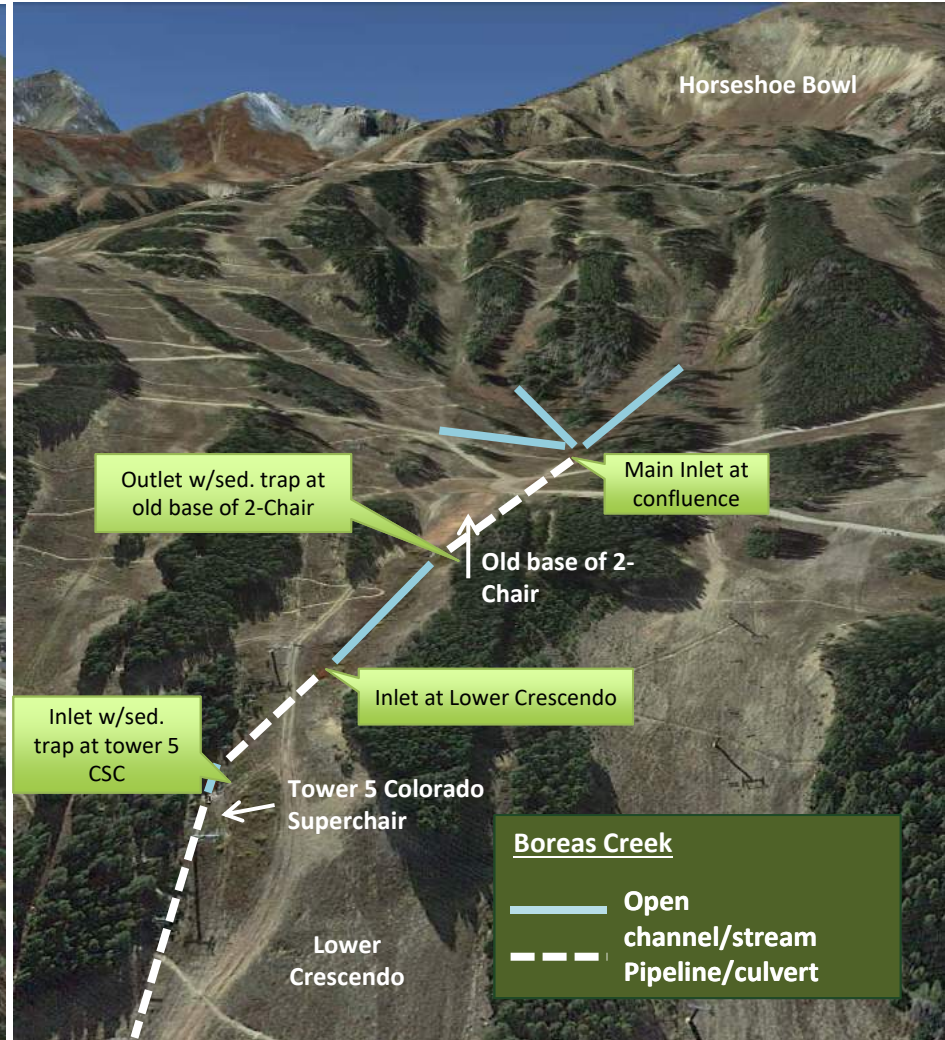 Horseshoe Bowl
Outlet w/sed. trap at
old base of 2-Chair
Main Inlet at
confluence
Old base of 2-
Chair
Inlet at Lower Crescendo
Inlet w/sed.
trap at tower 5
CSC
Tower 5 Colorado
Superchair
Lower
Crescendo
Boreas Creek
Open
channel/stream
Pipeline/culvert